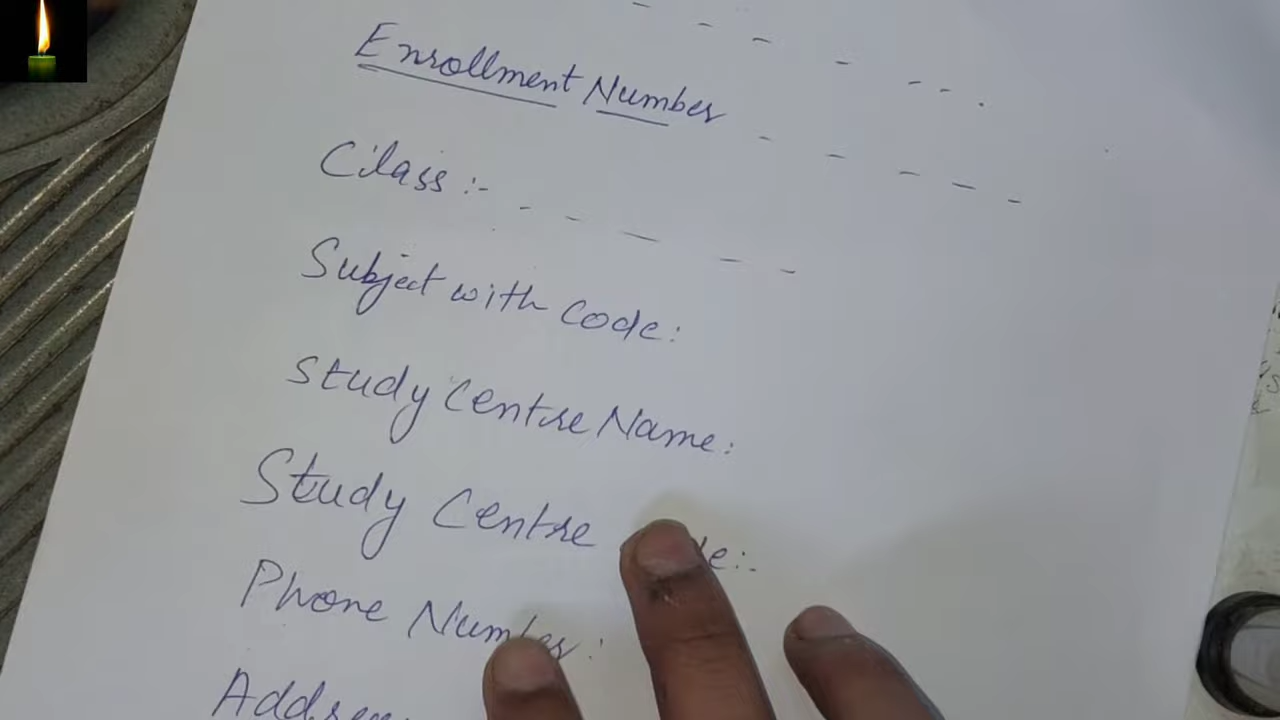 Enrollment Number
Class :-
Subject with Code:
Study Centre Name:
Study Centre
Phone Number: